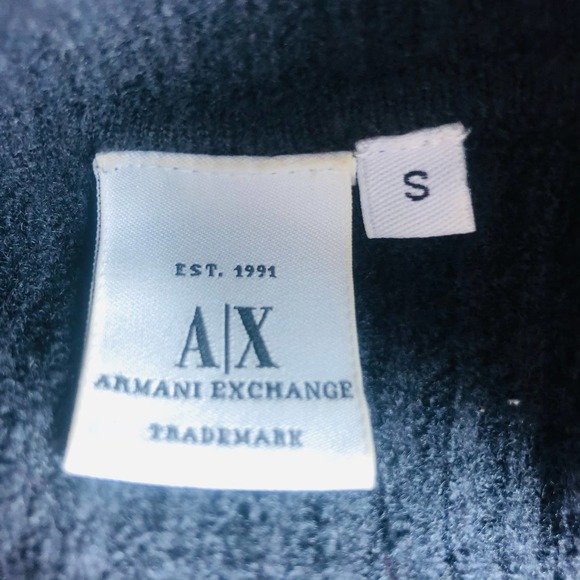 S
EST. 1991
A|X
ARMANI EXCHANGE
TRADEMARK